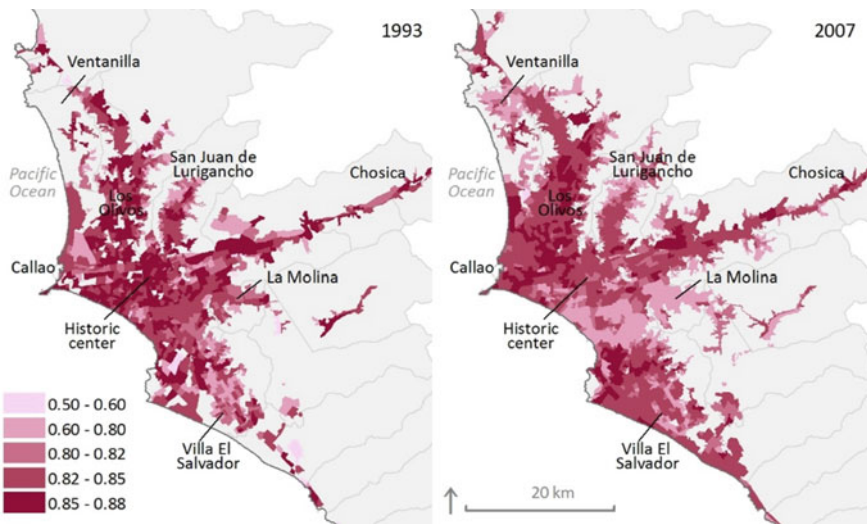 1993
Ventanilla
San Juan de
Lurigancho
Pacific
Ocean
Los
Olivos
Chosica
Callao
La Molina
Historic
center
Villa El
Salvador
0.50 - 0.60
0.60 - 0.80
0.80 - 0.82
0.82 - 0.85
0.85 - 0.88
2007
Ventanilla
San Juan de
Lurigancho
Pacific
Ocean
Los
Olivos
Chosica
Callao
La Molina
Historic
center
Villa El
Salvador
20 km